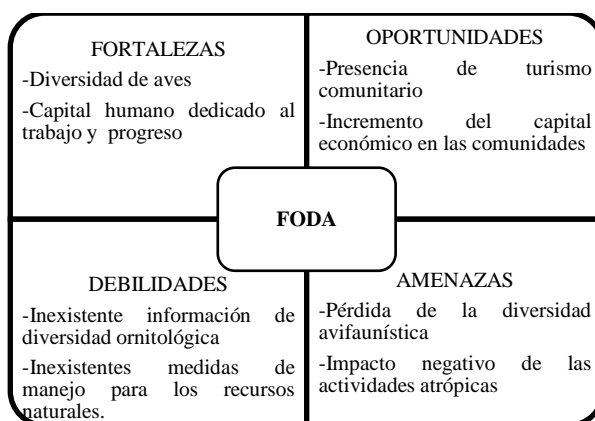 FORTALEZAS
-Diversidad de aves
-Capital humano dedicado al
trabajo y progreso
OPORTUNIDADES
-Presencia de turismo
comunitario
-Incremento del capital
económico en las comunidades
FODA
DEBILIDADES
-Inexistente información de
diversidad ornitológica
-Inexistentes medidas de
manejo para los recursos
naturales.
AMENAZAS
-Pérdida de la diversidad
avifaunística
-Impacto negativo de las
actividades atrópicas